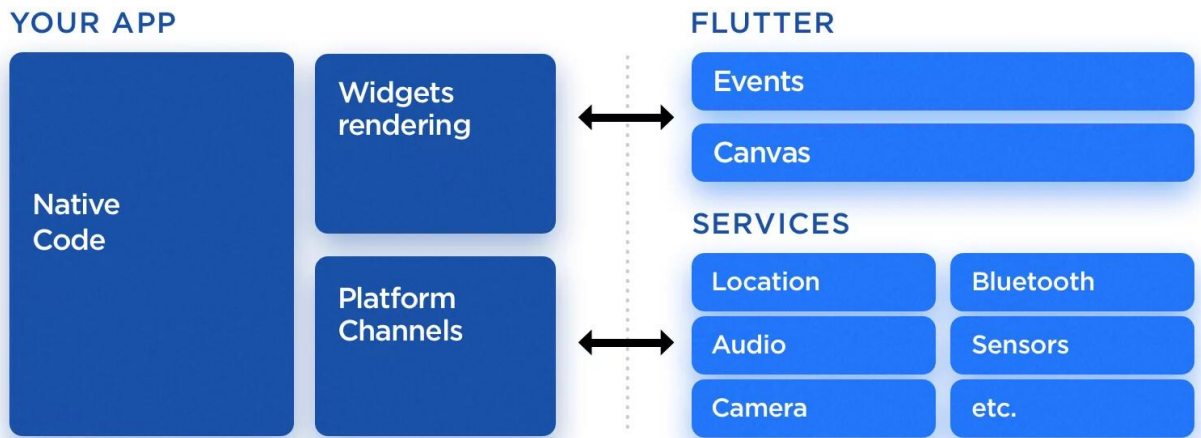 YOUR APP
Native
Code
Widgets
rendering
Platform
Channels
FLUTTER
Events
Canvas
SERVICES
Location
Bluetooth
Audio
Sensors
Camera
etc.